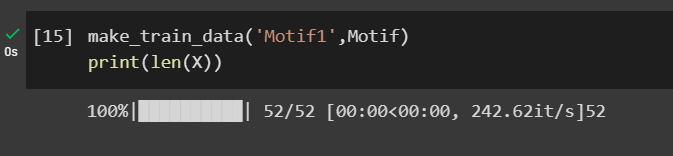 [15] make_train_data('Motif1',Motif)
0s
print(len(X))
100%|██████████| 52/52 [00:00<00:00, 242.62it/s]52